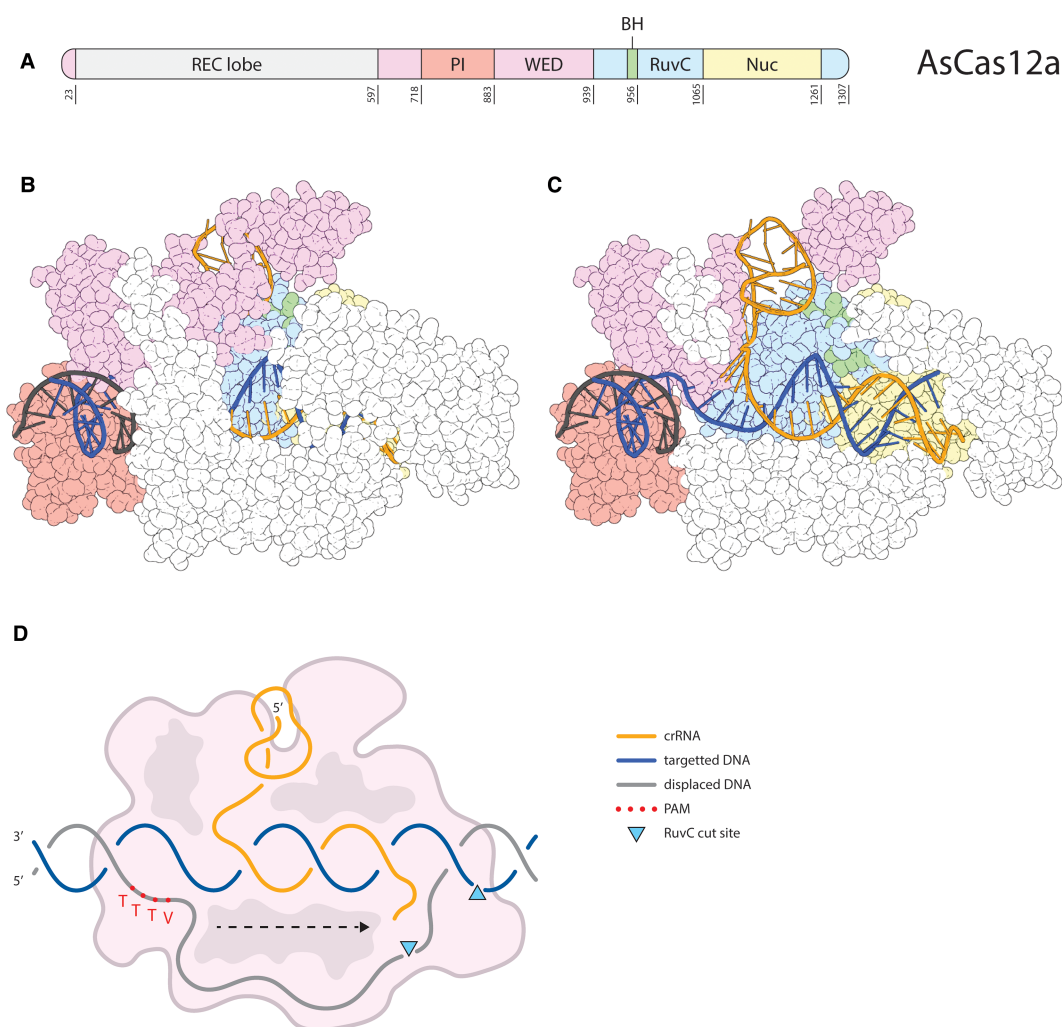 AsCas12a
A
BH
REC lobe PI WED RuvC Nuc
23 597 718 883 939 956 1065 1261 1307
B C
D
5′
3′
5′
T T T V
crRNA
targetted DNA
displaced DNA
PAM
RuvC cut site